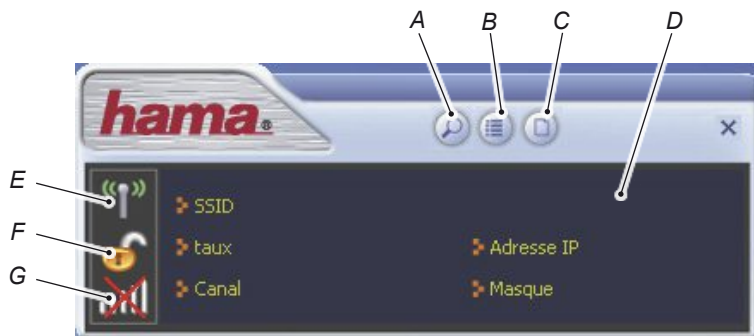 A B C D
hama.
E
SSID
F
taux
Adresse IP
G
Canal
Masque